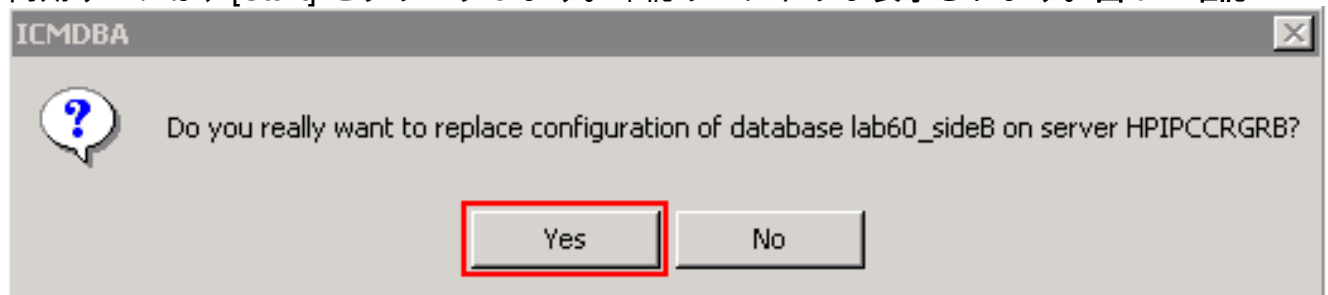 ICMDBA
Do you really want to replace configuration of database lab60_sideB on server HPIPCCRGRB?
Yes
No